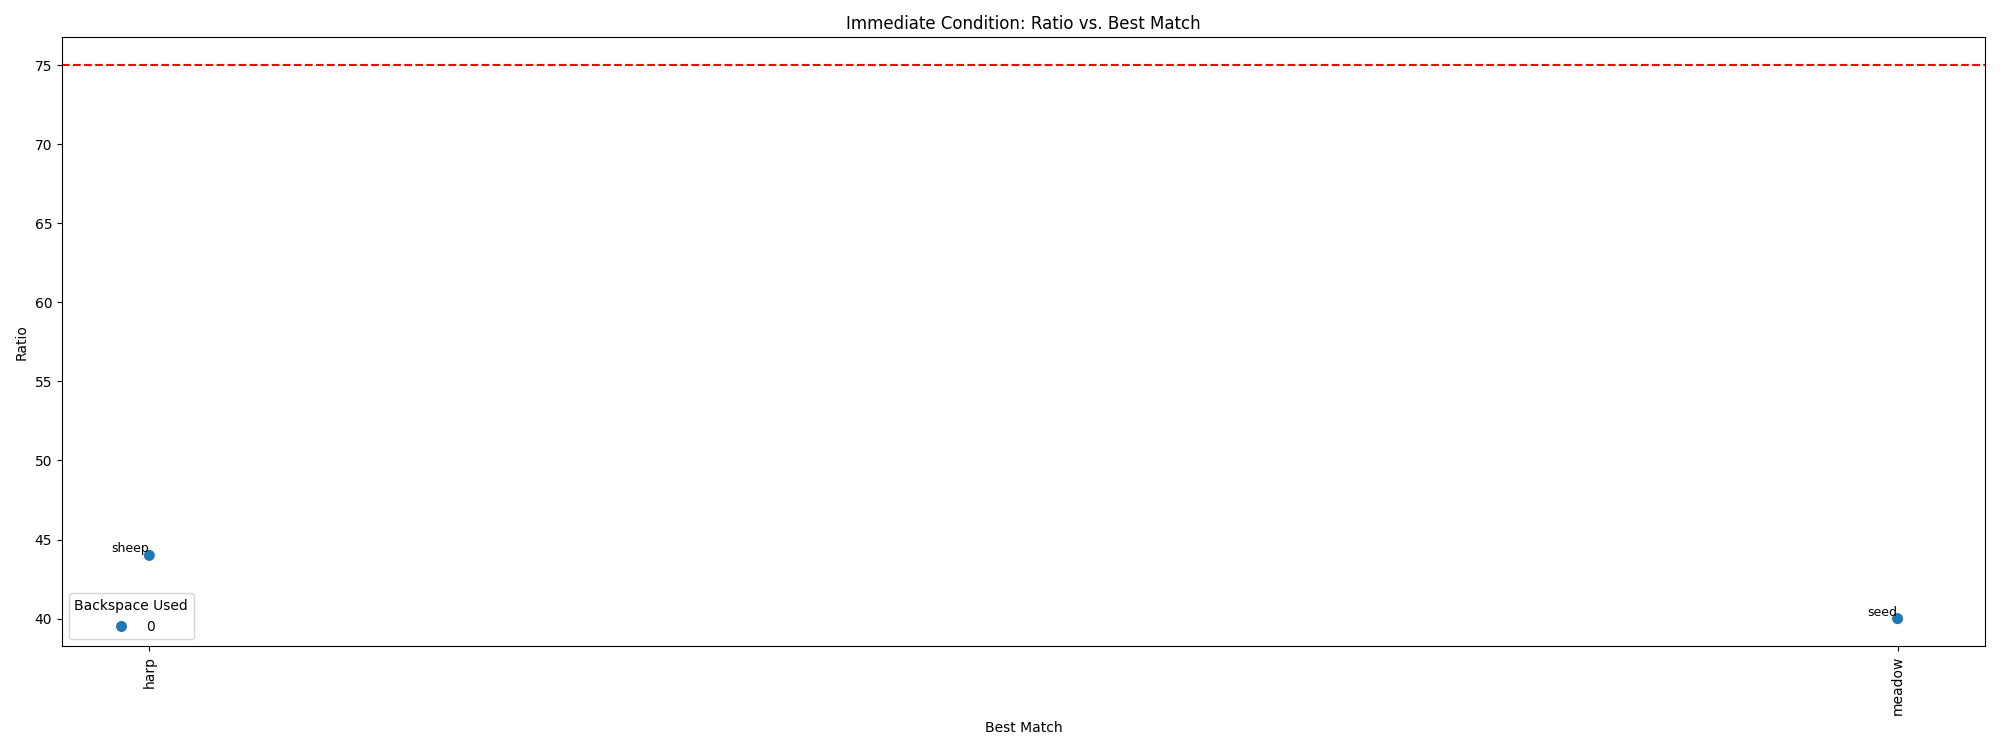 Immediate Condition: Ratio vs. Best Match
75
70
65
60
55
50
45
40
Ratio
sheep
seed
Backspace Used
0
harp
meadow
Best Match